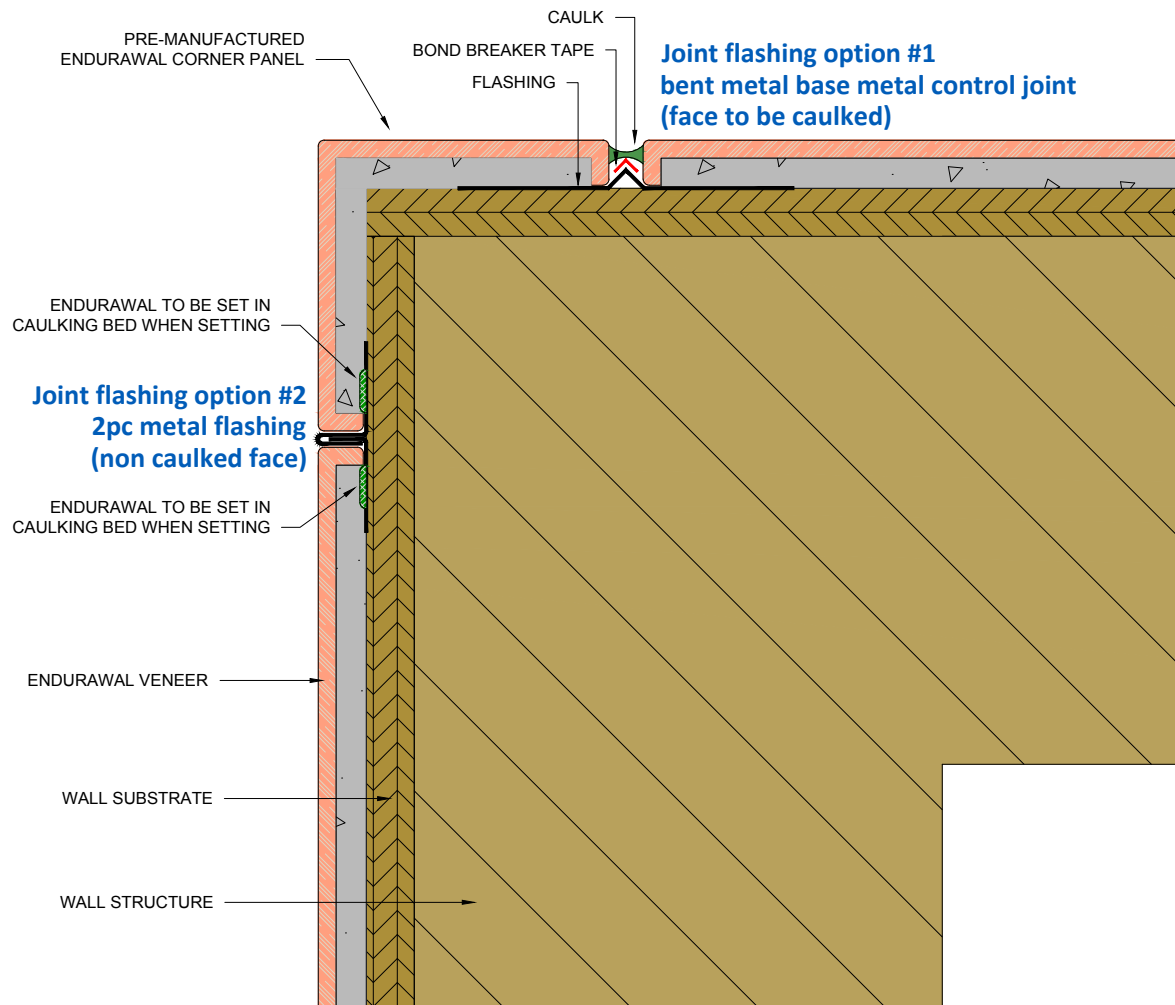 CAULK
PRE-MANUFACTURED
ENDURAWAL CORNER PANEL
BOND BREAKER TAPE
FLASHING
Joint flashing option #1
bent metal base metal control joint
(face to be caulked)
ENDURAWAL TO BE SET IN
CAULKING BED WHEN SETTING
Joint flashing option #2
2pc metal flashing
(non caulked face)
ENDURAWAL TO BE SET IN
CAULKING BED WHEN SETTING
ENDURAWAL VENEER
WALL SUBSTRATE
WALL STRUCTURE